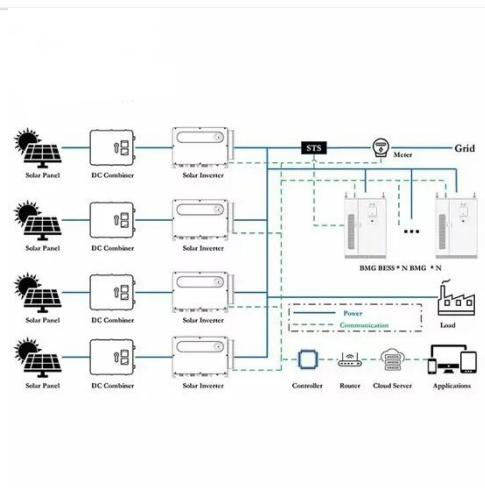 STS
Meter
Grid
Solar Panel
DC Combiner
Solar Inverter
Solar Panel
DC Combiner
Solar Inverter
BMG BESS * N BMG * N
Solar Panel
DC Combiner
Solar Inverter
Power
Communication
Load
Solar Panel
DC Combiner
Solar Inverter
Controller
Router
Cloud Server
Applications